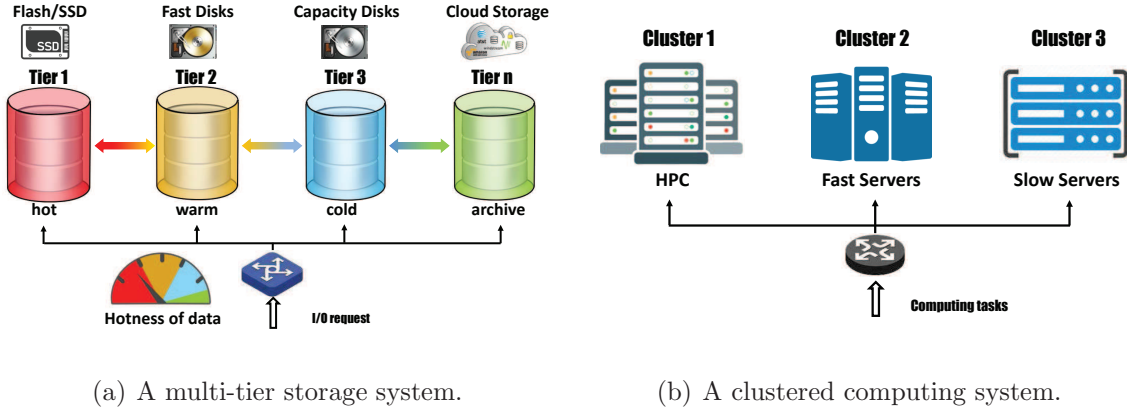 Flash/SSD Fast Disks Capacity Disks Cloud Storage
SSD
at&t
Tier 1 Tier 2 Tier 3 Tier n
hot warm cold archive
Hotness of data
I/O request
(a) A multi-tier storage system.
Cluster 1 Cluster 2 Cluster 3
HPC Fast Servers Slow Servers
Computing tasks
(b) A clustered computing system.